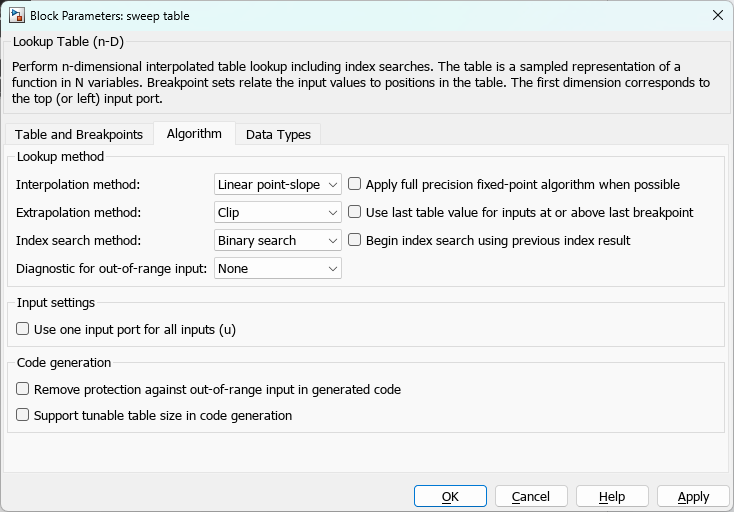 Block Parameters: sweep table
Lookup Table (n-D)
Perform n-dimensional interpolated table lookup including index searches. The table is a sampled representation of a
function in N variables. Breakpoint sets relate the input values to positions in the table. The first dimension corresponds to
the top (or left) input port.
Table and Breakpoints Algorithm Data Types
Lookup method
Interpolation method: Linear point-slope Apply full precision fixed-point algorithm when possible
Extrapolation method: Clip Use last table value for inputs at or above last breakpoint
Index search method: Binary search Begin index search using previous index result
Diagnostic for out-of-range input: None
Input settings
Use one input port for all inputs (u)
Code generation
Remove protection against out-of-range input in generated code
Support tunable table size in code generation
OK Cancel Help Apply